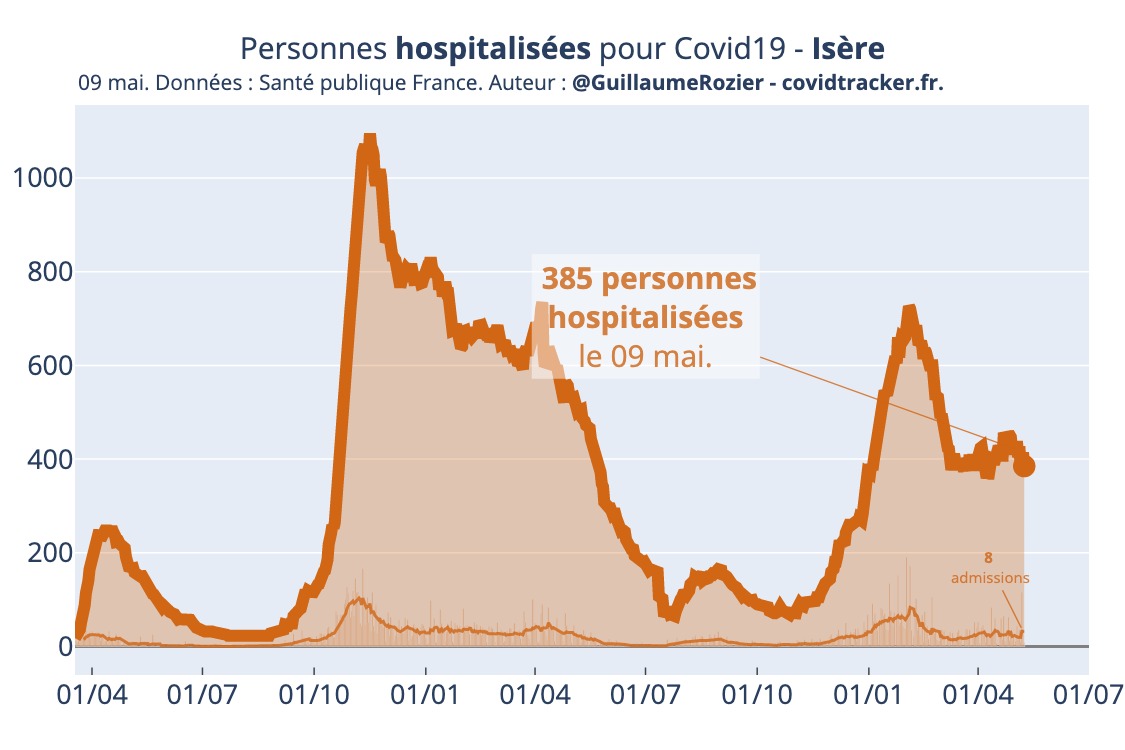 Personnes hospitalisées pour Covid19 - Isère
09 mai. Données : Santé publique France. Auteur : @GuillaumeRozier - covidtracker.fr.
1000
800
600
400
200
0
385 personnes
hospitalisées
le 09 mai.
8
admissions
01/04
01/07
01/10
01/01
01/04
01/07
01/10
01/01
01/04
01/07